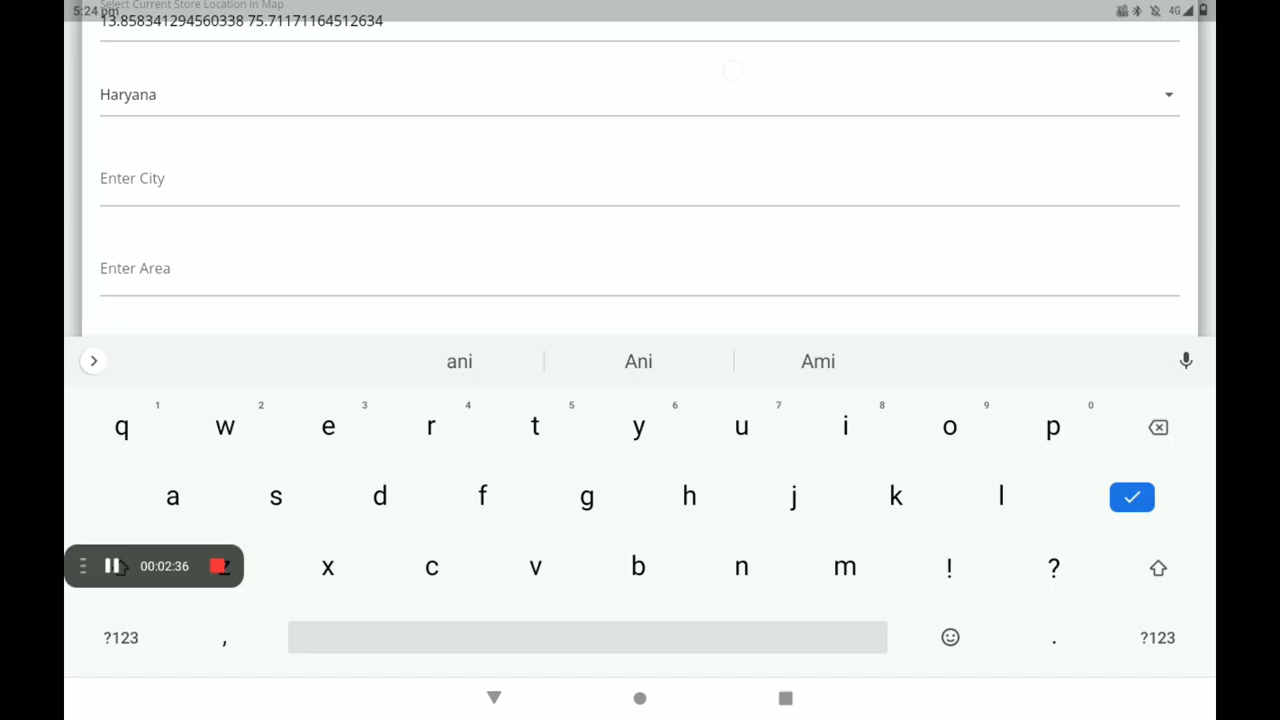 Select Current Store Location in Map
5:24 pm
4G
13.858341294560338 75.71171164512634
Haryana
Enter City
Enter Area
ani Ani Ami
1 2 3 4 5 6 7 8 9 0
q w e r t y u i o p
a s d f g h j k l
00:02:36 z x c v b n m ! ?
?123 , . ?123